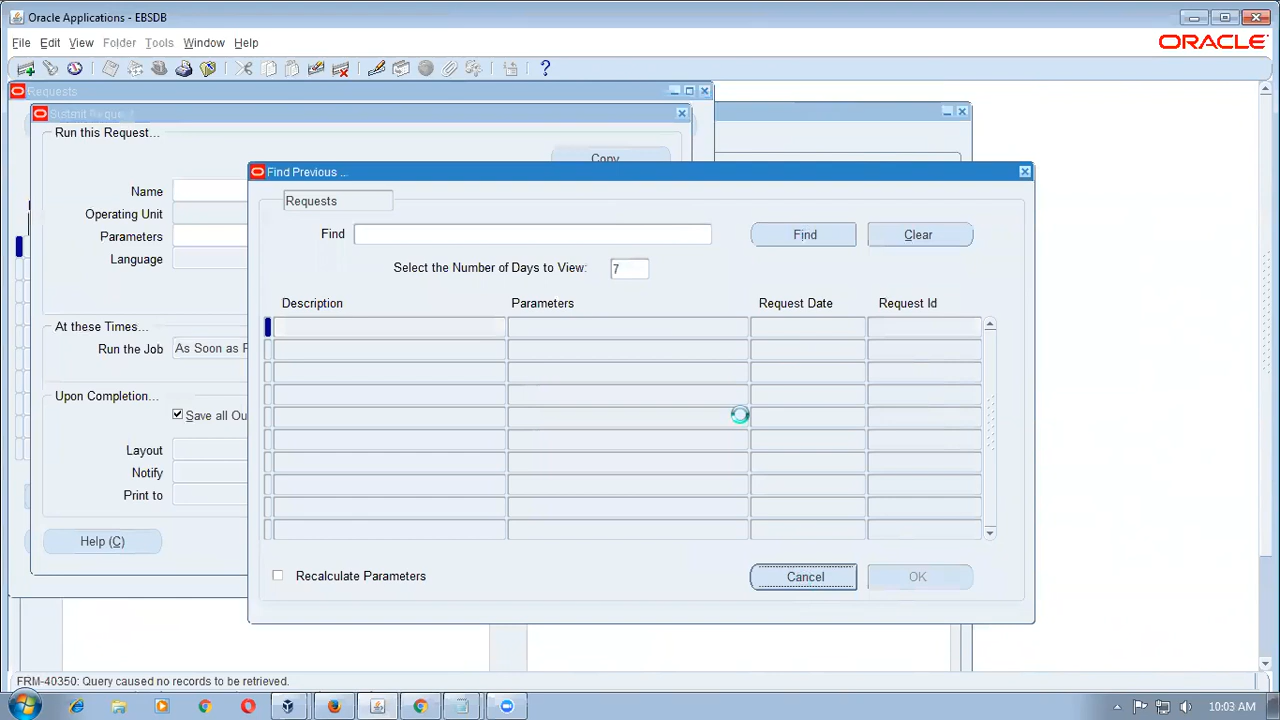 Oracle Applications - EBSDB
File Edit View Folder Tools Window Help
ORACLE
Requests
Submit Request
Run this Request...
Copy
Find Previous ...
Name
Requests
Operating Unit
Parameters
Find
Find
Clear
Language
Select the Number of Days to View: 7
Description
Parameters
Request Date
Request Id
At these Times...
Run the Job
As Soon as
Upon Completion...
Save all Ou
Layout
Notify
Print to
Help (C)
Recalculate Parameters
Cancel
OK
FRM-40350: Query caused no records to be retrieved.
10:03 AM